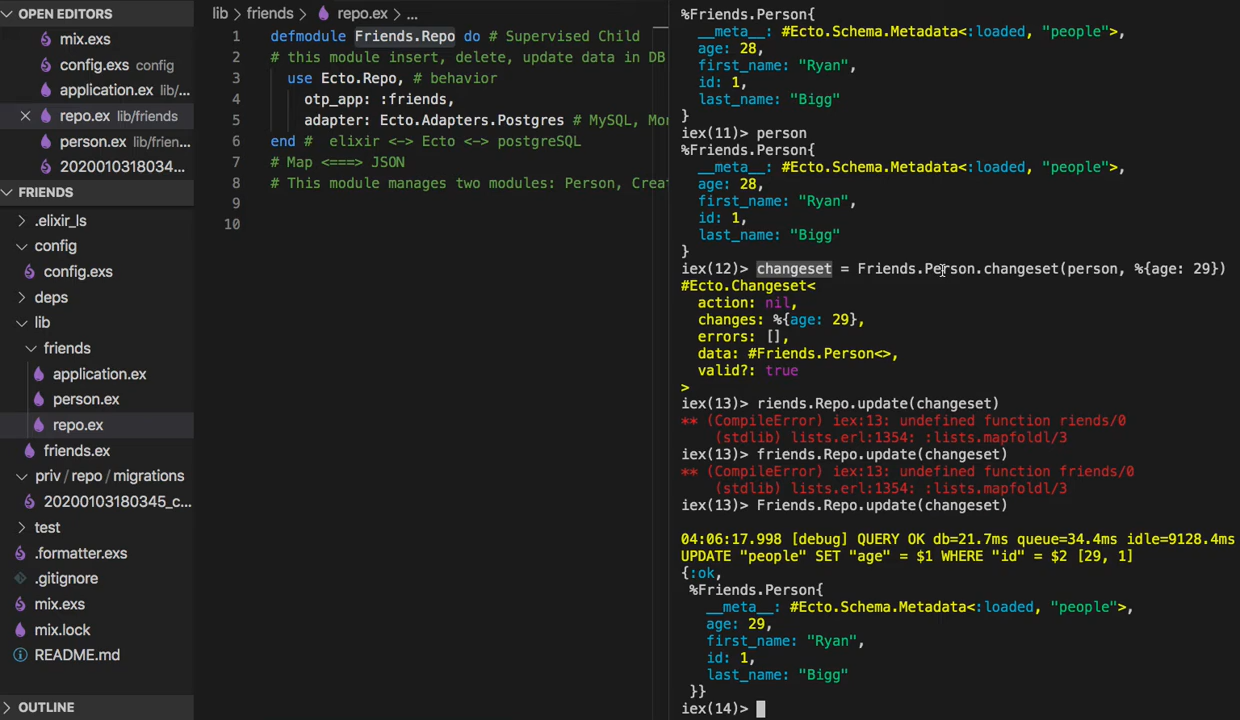 OPEN EDITORS
mix.exs
config.exs config
application.ex lib/...
repo.ex lib/friends
person.ex lib/frien...
2020010318034...
FRIENDS
.elixir_ls
config
config.exs
deps
lib
friends
application.ex
person.ex
repo.ex
friends.ex
priv / repo / migrations
20200103180345_c...
test
.formatter.exs
.gitignore
mix.exs
mix.lock
README.md
OUTLINE
lib > friends > repo.ex > ...
1 defmodule Friends.Repo do # Supervised Child
2 # this module insert, delete, update data in DB
3 use Ecto.Repo, # behavior
4 otp_app: :friends,
5 adapter: Ecto.Adapters.Postgres # MySQL, Mon
6 end # elixir <-> Ecto <-> postgreSQL
7 # Map <===> JSON
8 # This module manages two modules: Person, Crea
9
10
%Friends.Person{
__meta__: #Ecto.Schema.Metadata<:loaded, "people">,
age: 28,
first_name: "Ryan",
id: 1,
last_name: "Bigg"
}
iex(11)> person
%Friends.Person{
__meta__: #Ecto.Schema.Metadata<:loaded, "people">,
age: 28,
first_name: "Ryan",
id: 1,
last_name: "Bigg"
}
iex(12)> changeset = Friends.Person.changeset(person, %{age: 29})
#Ecto.Changeset<
action: nil,
changes: %{age: 29},
errors: [],
data: #Friends.Person<>,
valid?: true
>
iex(13)> riends.Repo.update(changeset)
** (CompileError) iex:13: undefined function riends/0
(stdlib) lists.erl:1354: :lists.mapfoldl/3
iex(13)> friends.Repo.update(changeset)
** (CompileError) iex:13: undefined function friends/0
(stdlib) lists.erl:1354: :lists.mapfoldl/3
iex(13)> Friends.Repo.update(changeset)
04:06:17.998 [debug] QUERY OK db=21.7ms queue=34.4ms idle=9128.4ms
UPDATE "people" SET "age" = $1 WHERE "id" = $2 [29, 1]
{:ok,
%Friends.Person{
__meta__: #Ecto.Schema.Metadata<:loaded, "people">,
age: 29,
first_name: "Ryan",
id: 1,
last_name: "Bigg"
}}
iex(14)>